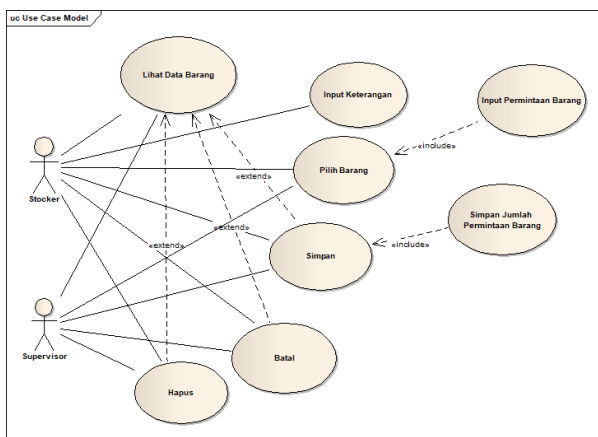 uc Use Case Model
Lihat Data Barang
Input Keterangan
Input Permintaan Barang
«include»
Pilih Barang
Stocker
«extend»
Simpan Jumlah
Permintaan Barang
«extend»
«extend»
«include»
Simpan
Supervisor
Batal
Hapus